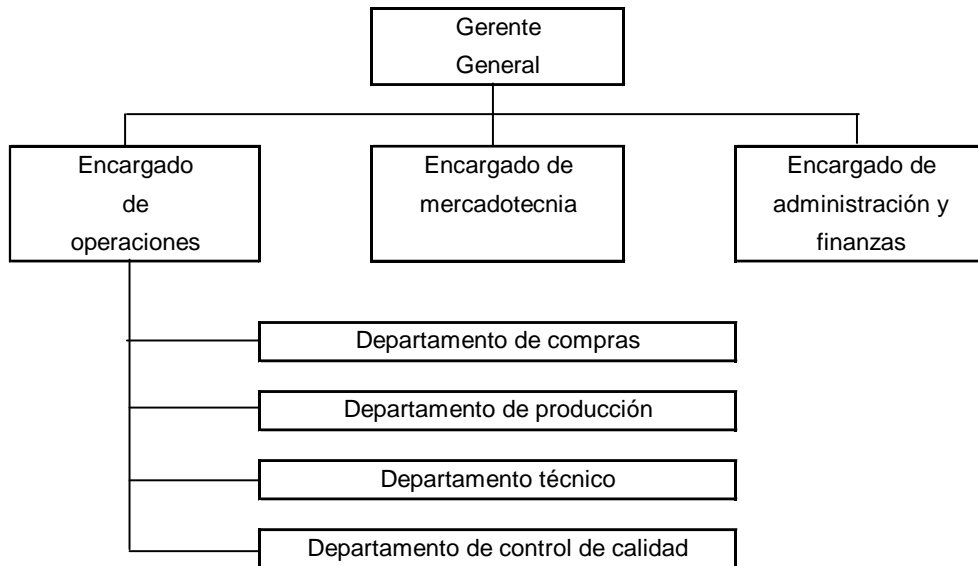 Gerente
General
Encargado
de
operaciones
Encargado de
mercadotecnia
Encargado de
administración y
finanzas
Departamento de compras
Departamento de producción
Departamento técnico
Departamento de control de calidad